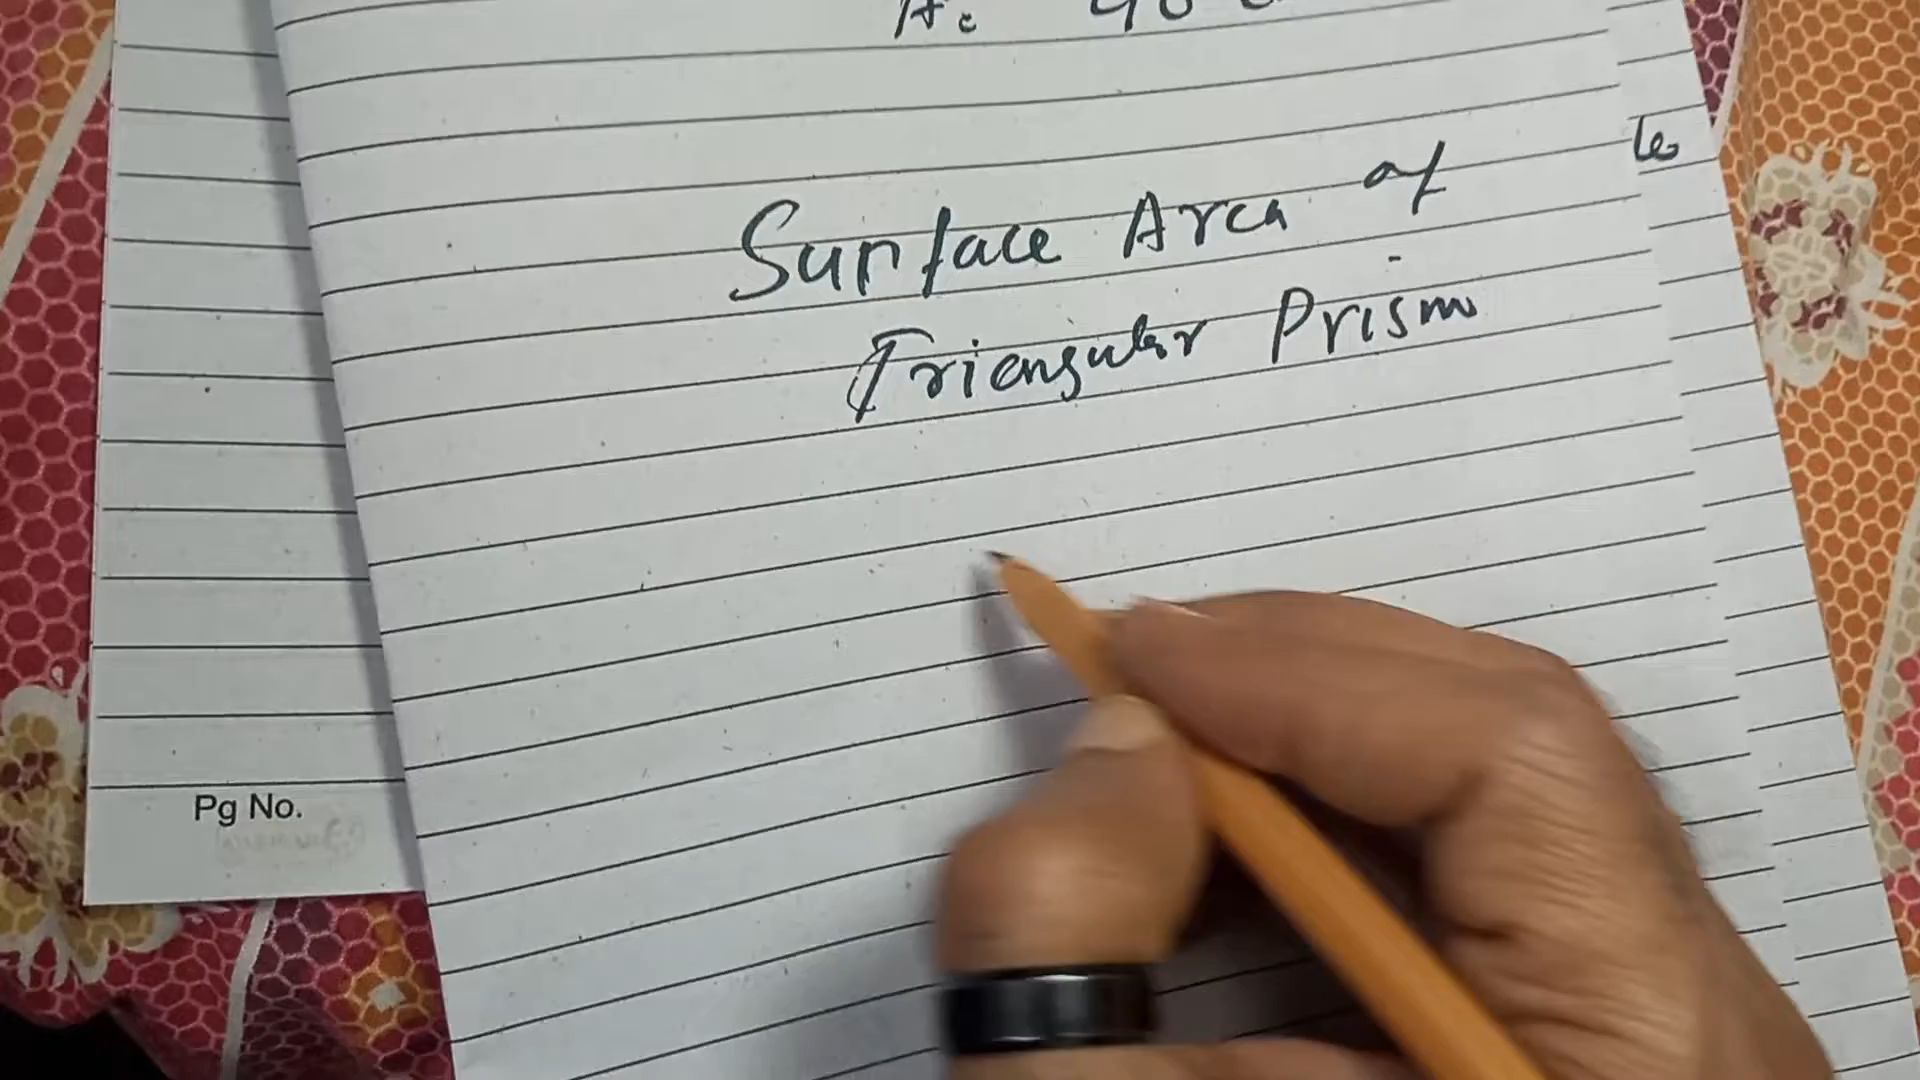 A =
Surface Area of
Triangular Prism
Pg No.